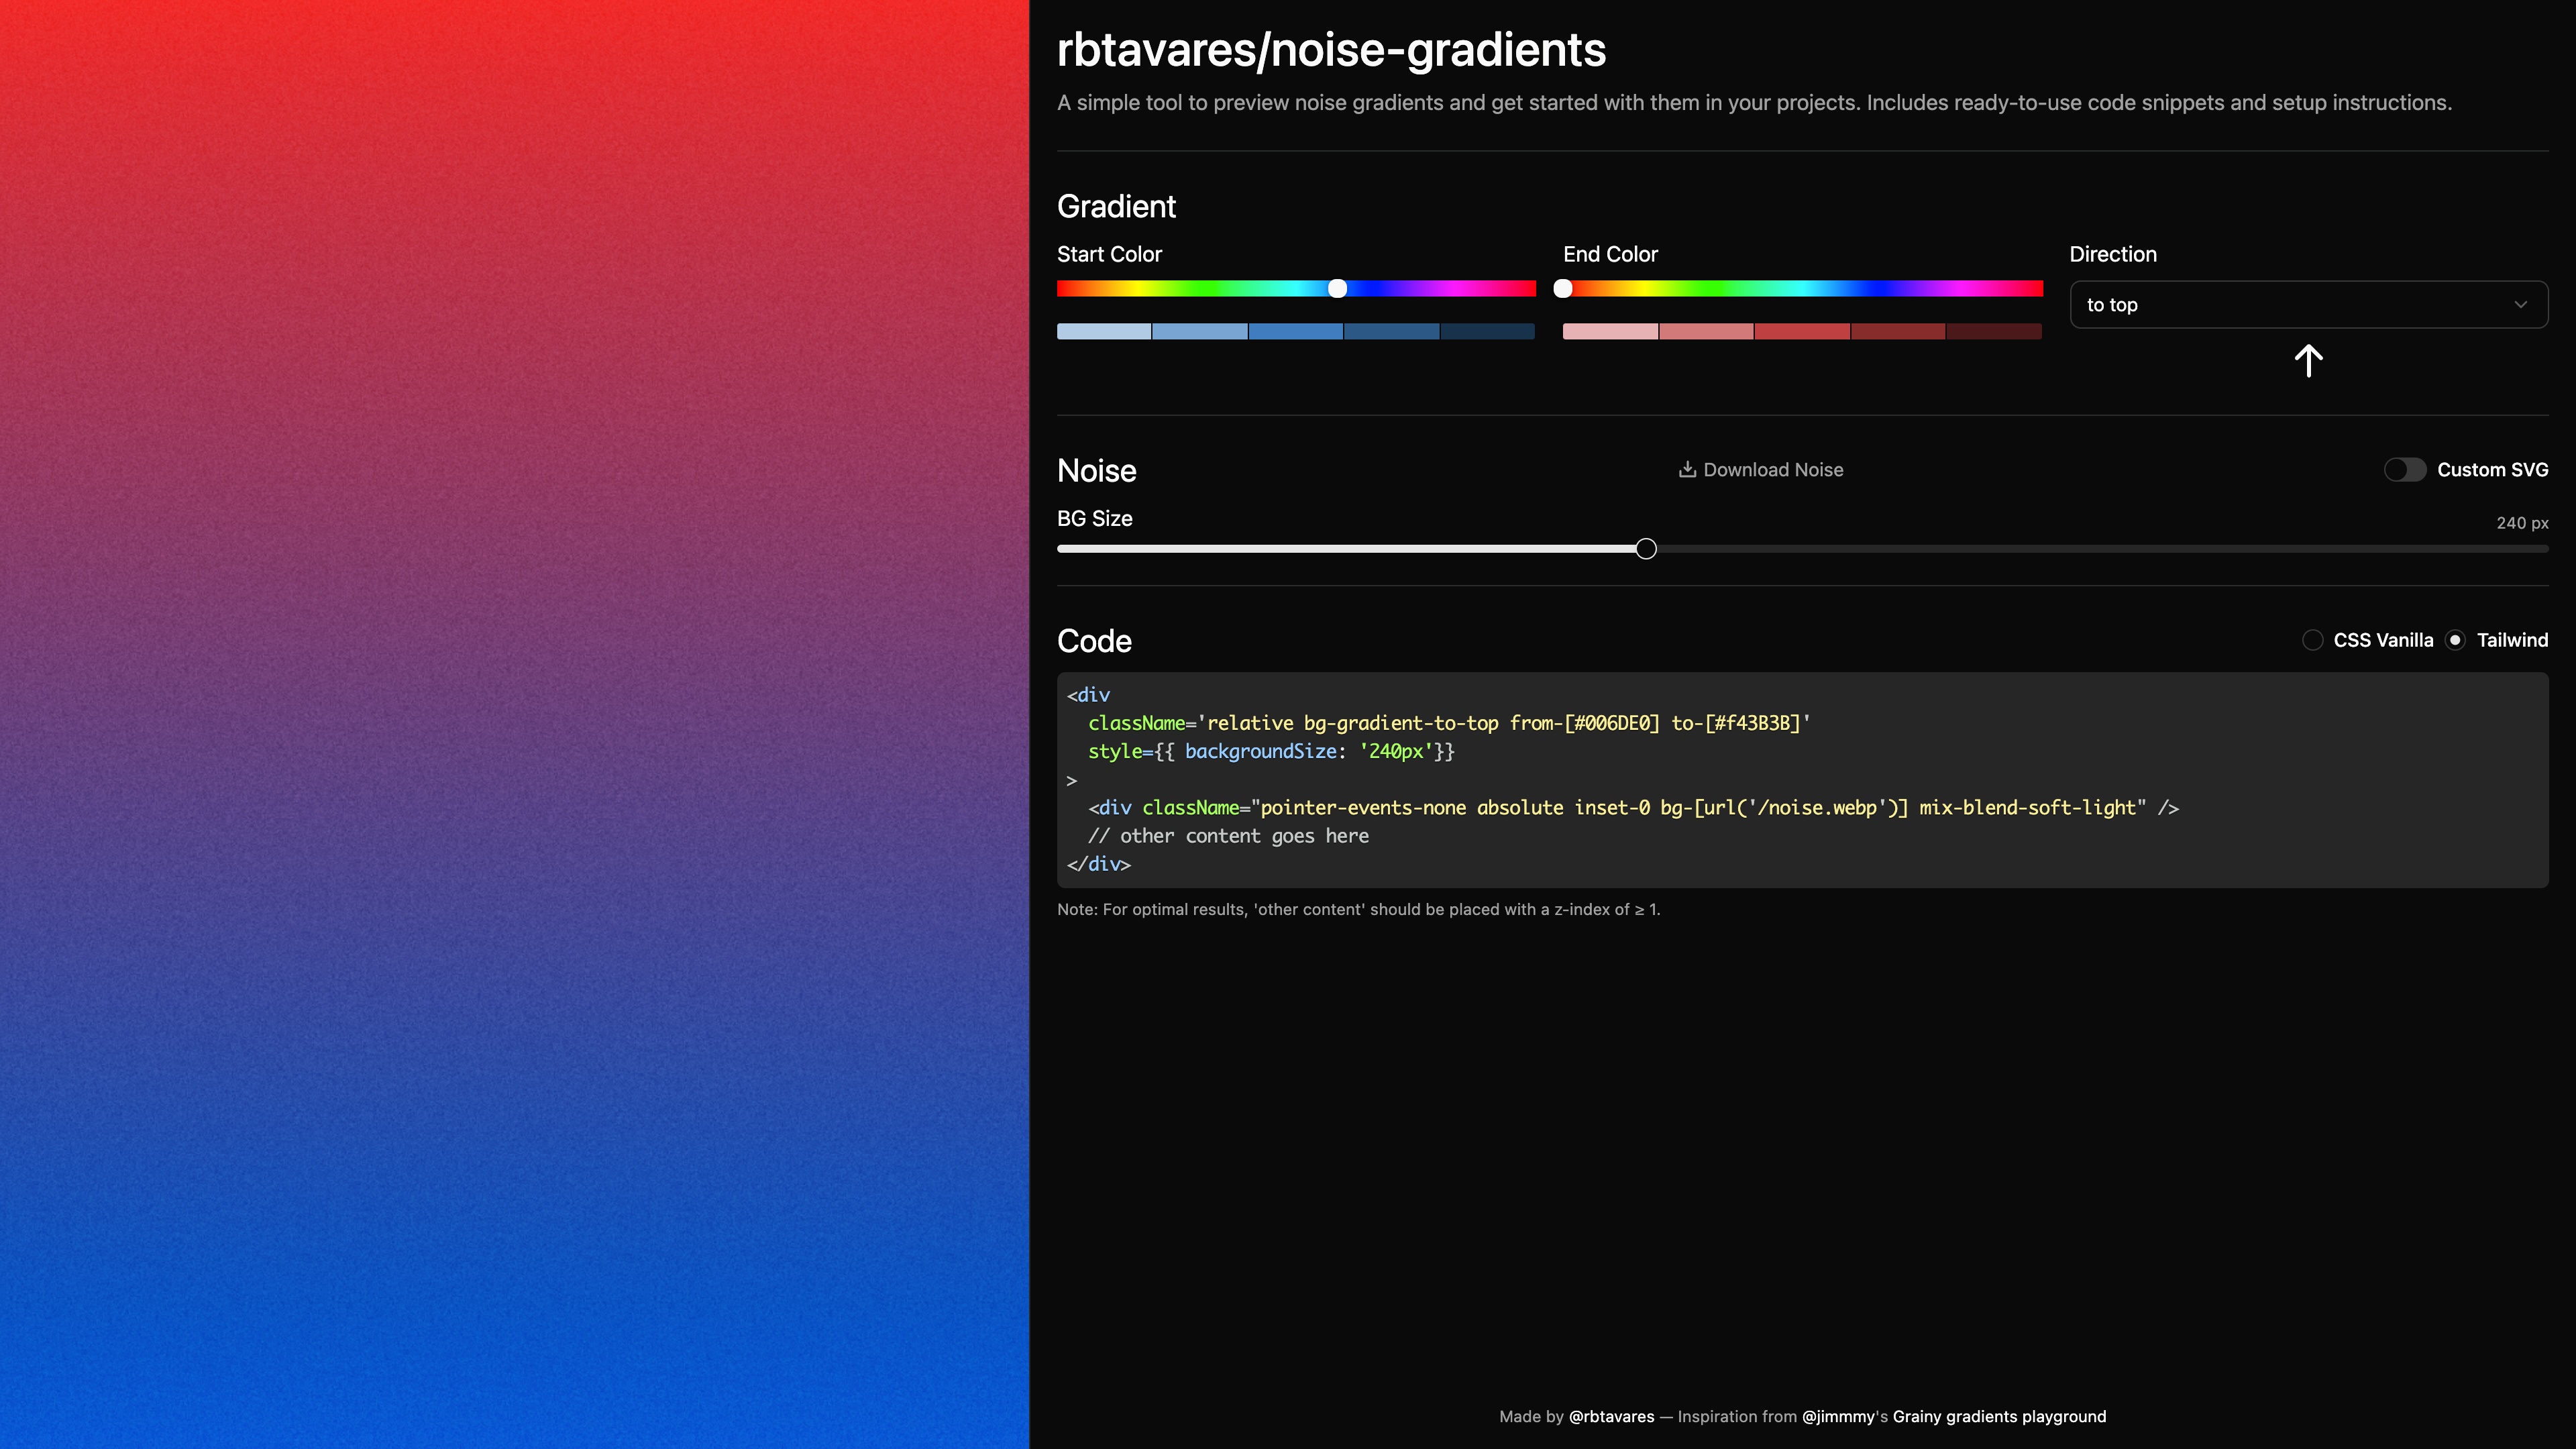 rbtavares/noise-gradients
A simple tool to preview noise gradients and get started with them in your projects. Includes ready-to-use code snippets and setup instructions.
Gradient
Start Color
End Color
Direction
to top
Noise
Download Noise
Custom SVG
BG Size
240 px
Code
CSS Vanilla
Tailwind
<div
  className='relative bg-gradient-to-top from-[#006DE0] to-[#f43B3B]'
  style={{ backgroundSize: '240px'}}
>
  <div className="pointer-events-none absolute inset-0 bg-[url('/noise.webp')] mix-blend-soft-light" />
  // other content goes here
</div>
Note: For optimal results, 'other content' should be placed with a z-index of ≥ 1.
Made by @rbtavares — Inspiration from @jimmmy's Grainy gradients playground